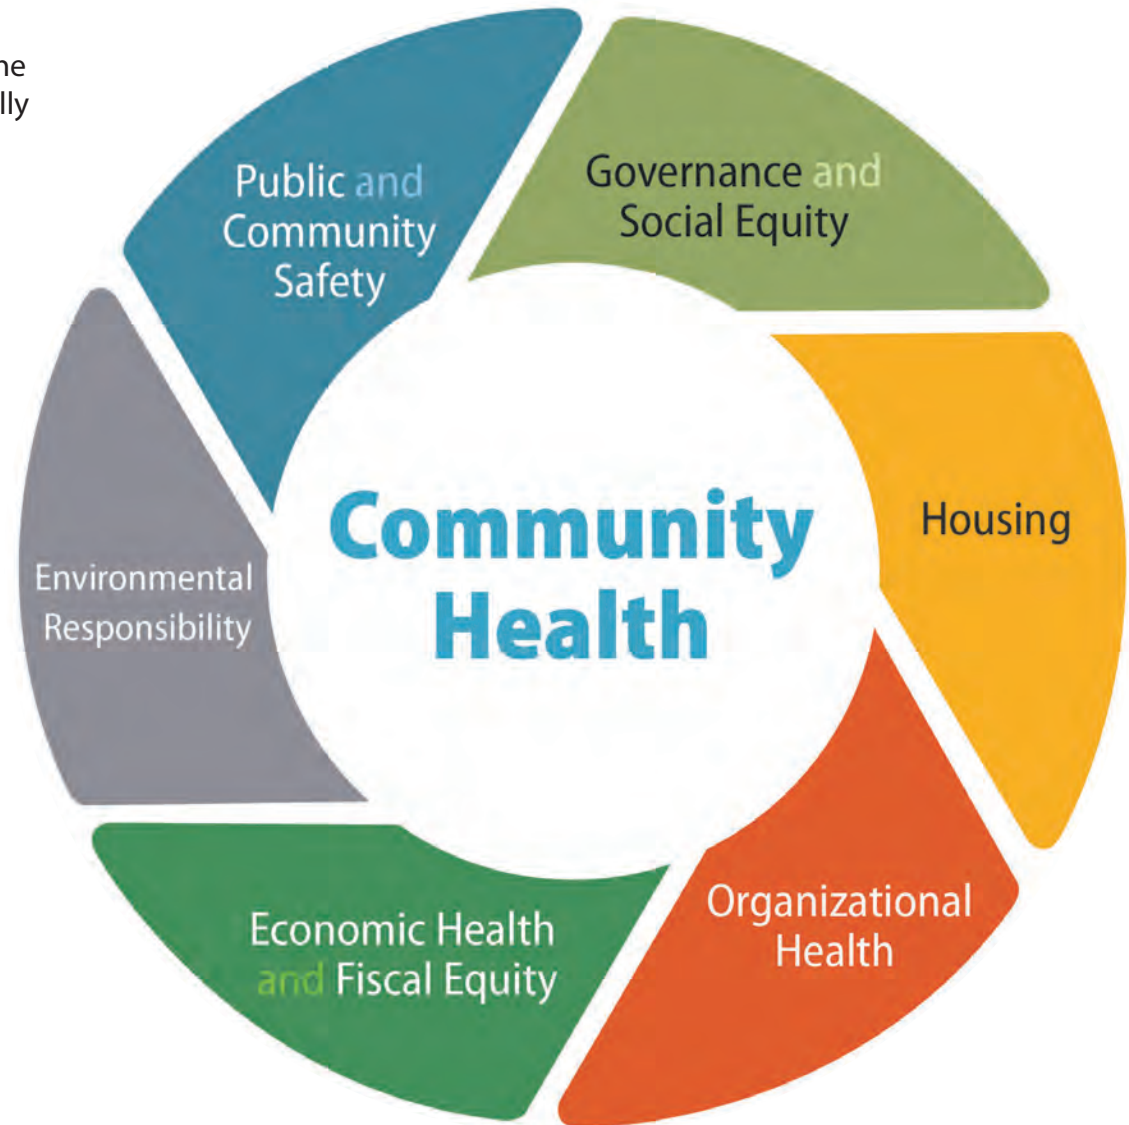 Public and
Community
Safety
Governance and
Social Equity
Housing
Environmental
Responsibility
Community
Health
Organizational
Health
Economic Health
and Fiscal Equity